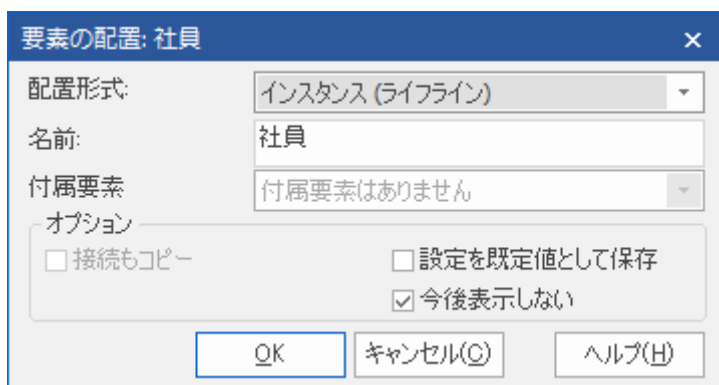 要素の配置: 社員
配置形式: インスタンス (ライフライン)
名前: 社員
付属要素 付属要素はありません
オプション
接続もコピー 設定を既定値として保存
今後表示しない
OK キャンセル(C) ヘルプ(H)